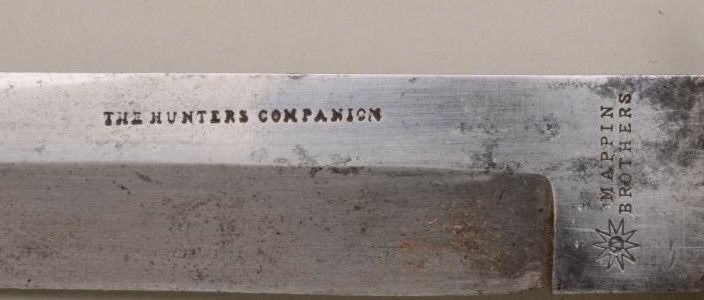 THE HUNTERS COMPANION
MAPPIN
BROTHERS